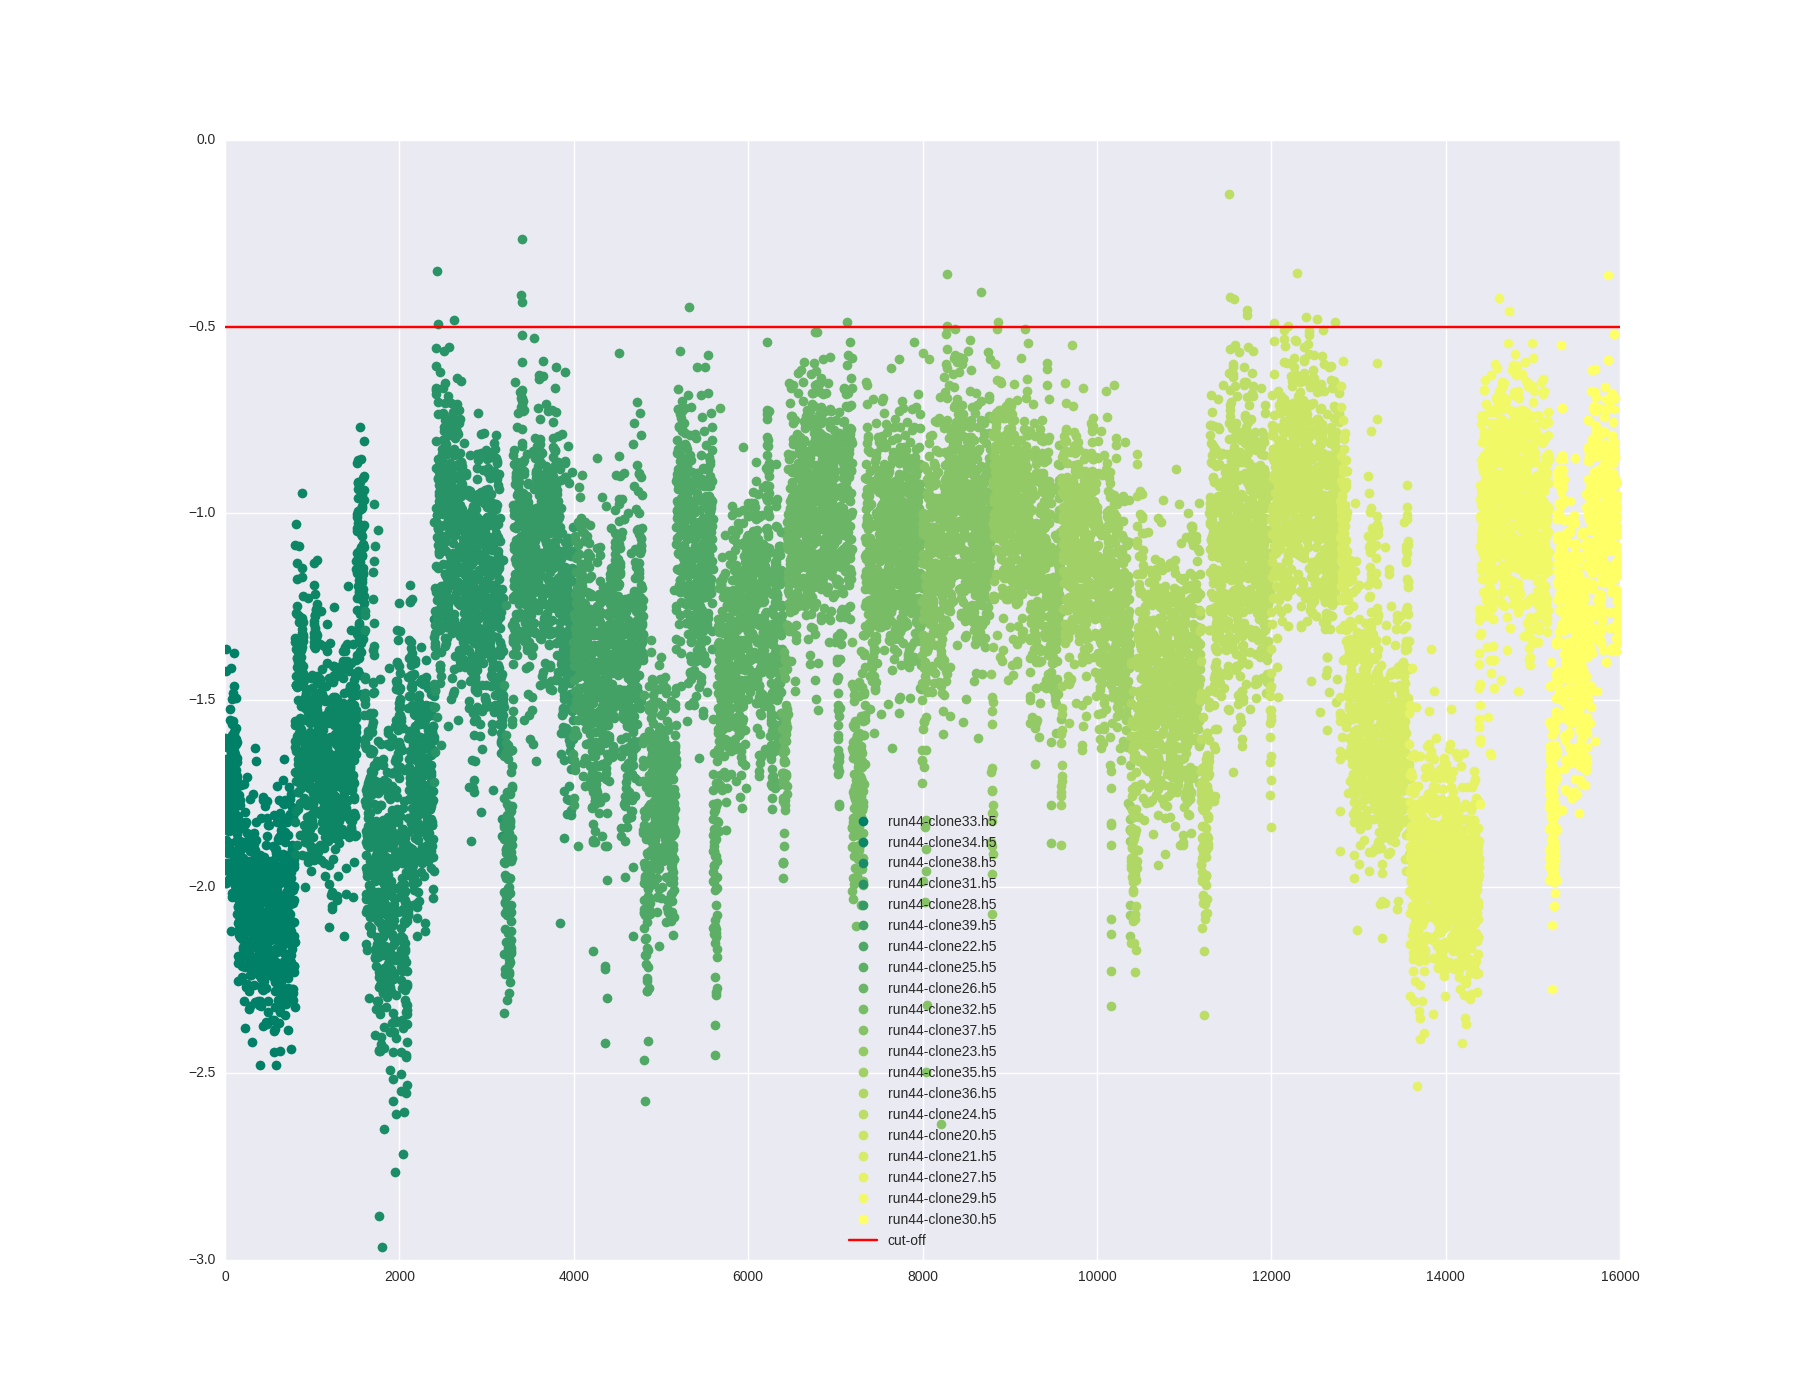 0.0
−0.5
−1.0
−1.5
−2.0
−2.5
−3.0
run44-clone33.h5
run44-clone34.h5
run44-clone38.h5
run44-clone31.h5
run44-clone28.h5
run44-clone39.h5
run44-clone22.h5
run44-clone25.h5
run44-clone26.h5
run44-clone32.h5
run44-clone37.h5
run44-clone23.h5
run44-clone35.h5
run44-clone36.h5
run44-clone24.h5
run44-clone20.h5
run44-clone21.h5
run44-clone27.h5
run44-clone29.h5
run44-clone30.h5
cut-off
0 2000 4000 6000 8000 10000 12000 14000 16000